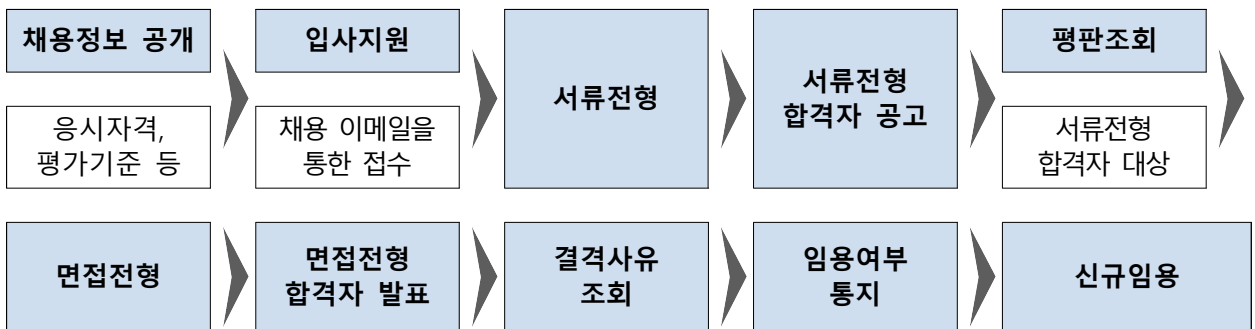 채용정보 공개
응시자격,
평가기준 등
입사지원
채용 이메일을
통한 접수
서류전형
서류전형
합격자 공고
평판조회
서류전형
합격자 대상
면접전형
면접전형
합격자 발표
결격사유
조회
임용여부
통지
신규임용